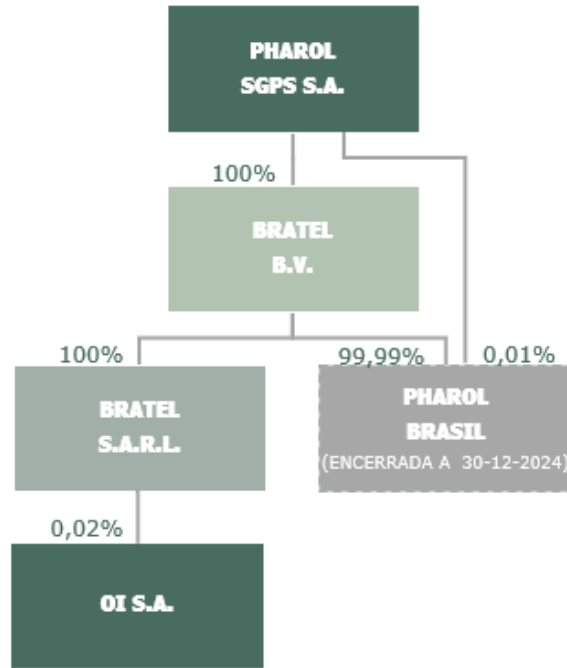 PHAROL
SGPS S.A.
100%
BRATEL
B.V.
100%
99,99%
0,01%
BRATEL
S.A.R.L.
PHAROL
BRASIL
(ENCERRADA A 30-12-2024)
0,02%
OI S.A.